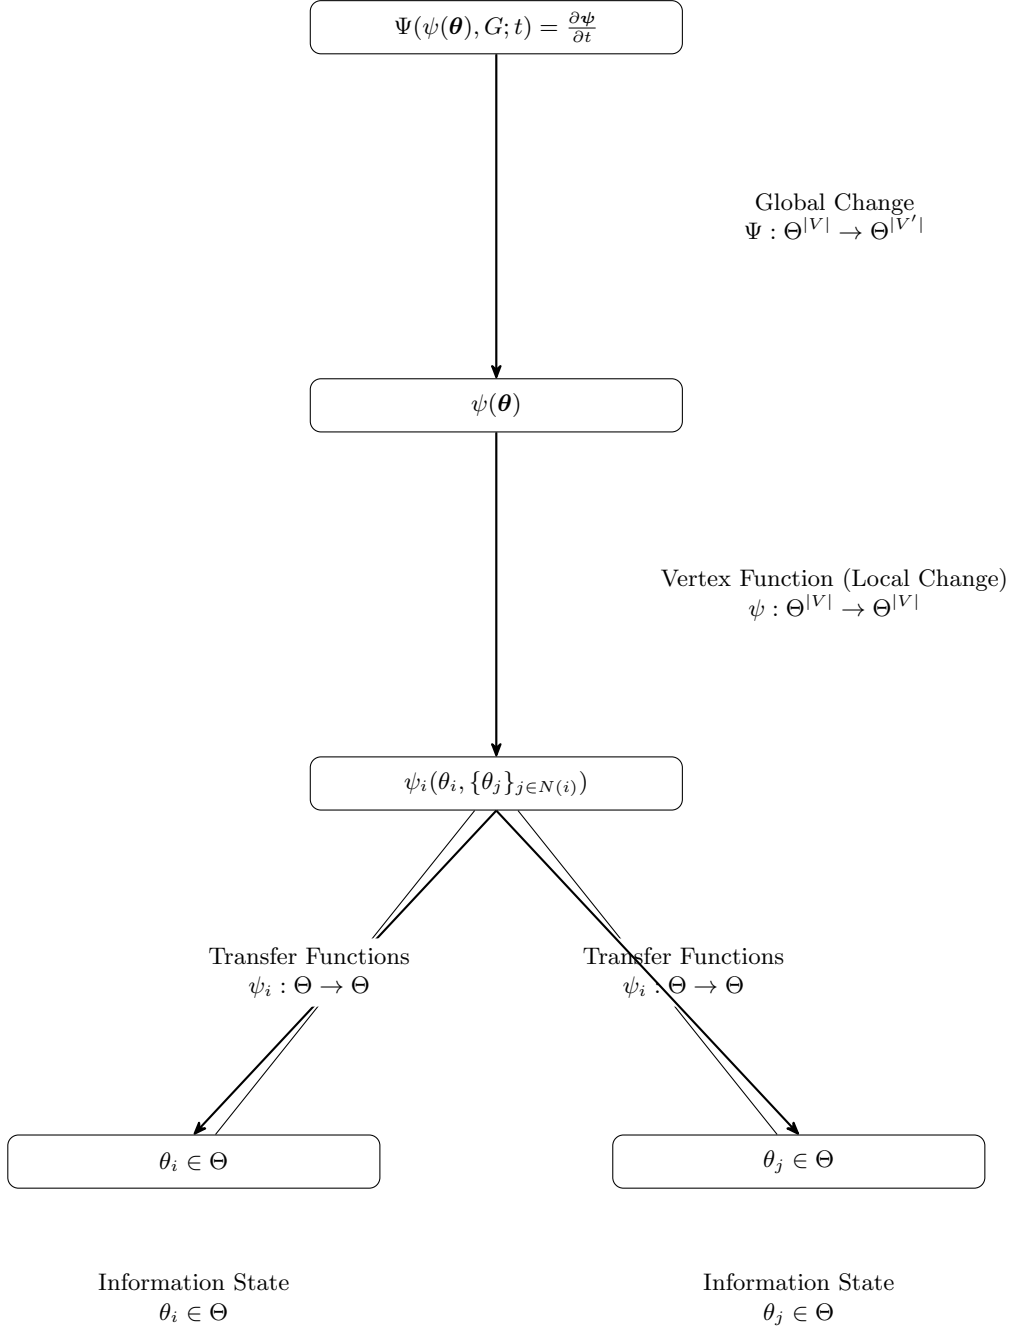 Ψ(ψ(𝜽), G; t) = ∂𝝍/∂t
Global Change
Ψ : Θ^{|V|} → Θ^{|V′|}
ψ(𝜽)
Vertex Function (Local Change)
ψ : Θ^{|V|} → Θ^{|V|}
ψ_i(θ_i, {θ_j}_{j∈N(i)})
Transfer Functions
ψ_i : Θ → Θ
Transfer Functions
ψ_i : Θ → Θ
θ_i ∈ Θ
θ_j ∈ Θ
Information State
θ_i ∈ Θ
Information State
θ_j ∈ Θ